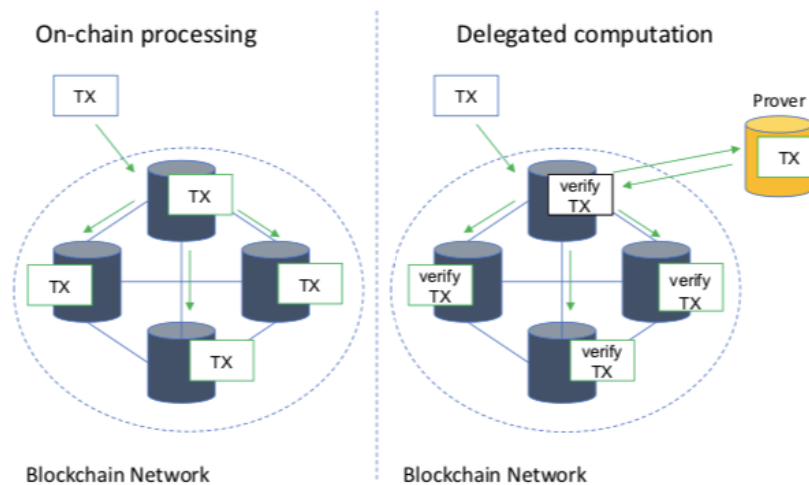 On-chain processing
TX
TX
TX
TX
TX
Blockchain Network
Delegated computation
TX
Prover
TX
verify
TX
verify
TX
verify
TX
verify
TX
Blockchain Network